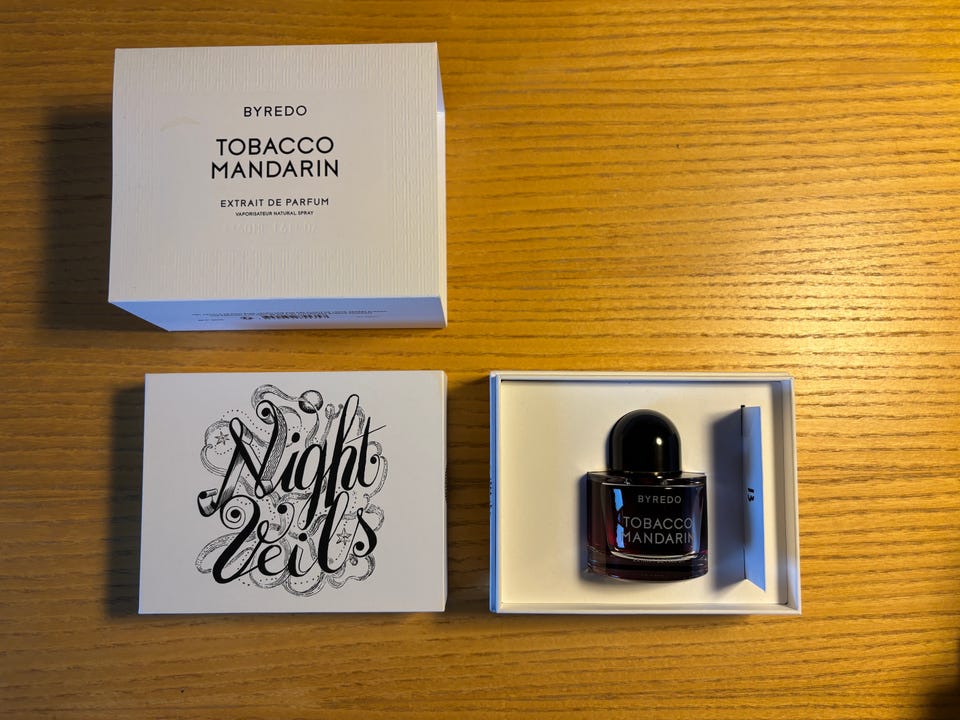 BYREDO
TOBACCO
MANDARIN
EXTRAIT DE PARFUM
VAPORISATEUR NATURAL SPRAY
Night
Veils
BYREDO
TOBACCO
MANDARIN